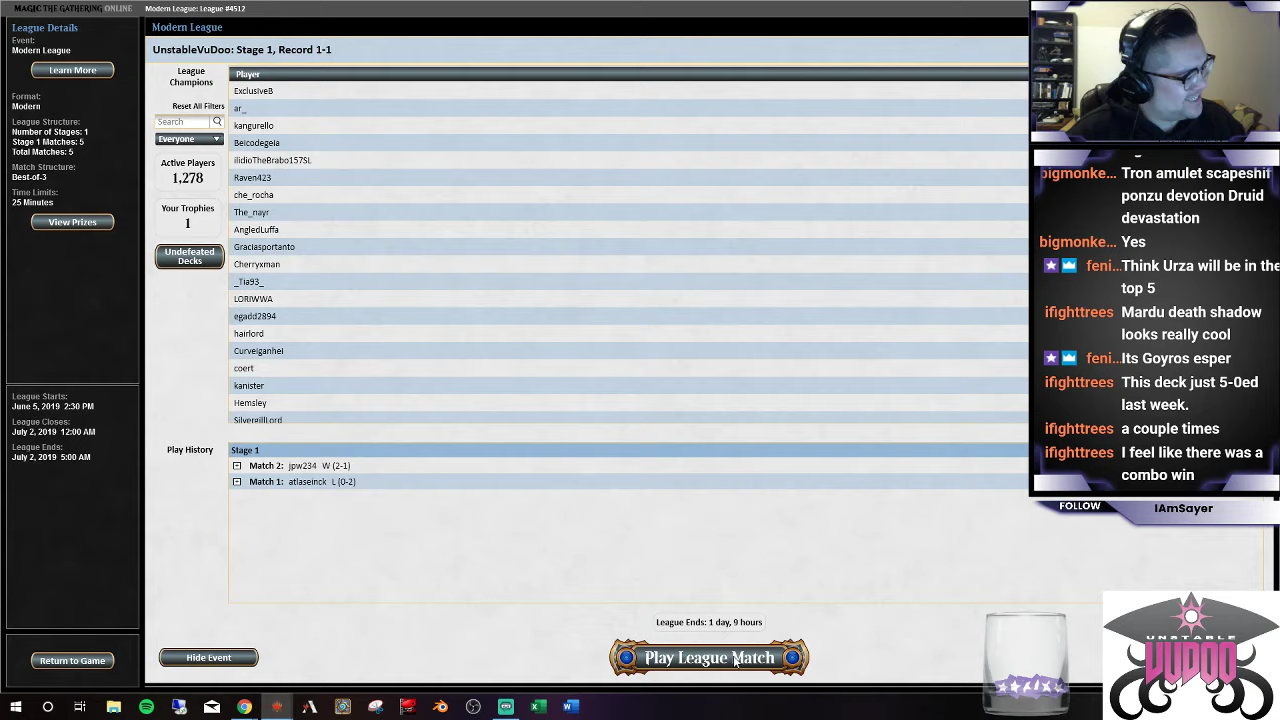 MAGIC THE GATHERING ONLINE
Modern League: League #4512
League Details
Event:
Modern League
Learn More
Format:
Modern
League Structure:
Number of Stages: 1
Stage 1 Matches: 5
Total Matches: 5
Match Structure:
Best-of-3
Time Limits:
25 Minutes
View Prizes
League Starts:
June 5, 2019 2:30 PM
League Closes:
July 2, 2019 12:00 AM
League Ends:
July 2, 2019 5:00 AM
Return to Game
Modern League
UnstableVuDoo: Stage 1, Record 1-1
League
Champions
Reset All Filters
Search
Everyone
Active Players
1,278
Your Trophies
1
Undefeated
Decks
Player
ExclusiveB
ar_
kangurello
Beicodegeia
ilidioTheBrabo157SL
Raven423
che_rocha
The_nayr
AngledLuffa
Graciasportanto
Cherryxman
_Tia93_
LORIWWA
egadd2894
hairlord
Curveiganhei
coert
kanister
Hemsley
SilvergillLord
Play History
Stage 1
Match 2: jpw234 W (2-1)
Match 1: atlaseinck L (0-2)
League Ends: 1 day, 9 hours
Hide Event
Play League Match
bigmonke... Tron amulet scapeshif
ponzu devotion Druid
devastation
bigmonke... Yes
feni... Think Urza will be in the
top 5
ifighttrees Mardu death shadow
looks really cool
feni... Its Goyros esper
ifighttrees This deck just 5-0ed
last week.
ifighttrees a couple times
ifighttrees I feel like there was a
combo win
FOLLOW
IAmSayer
UNSTABLE
VUDOO